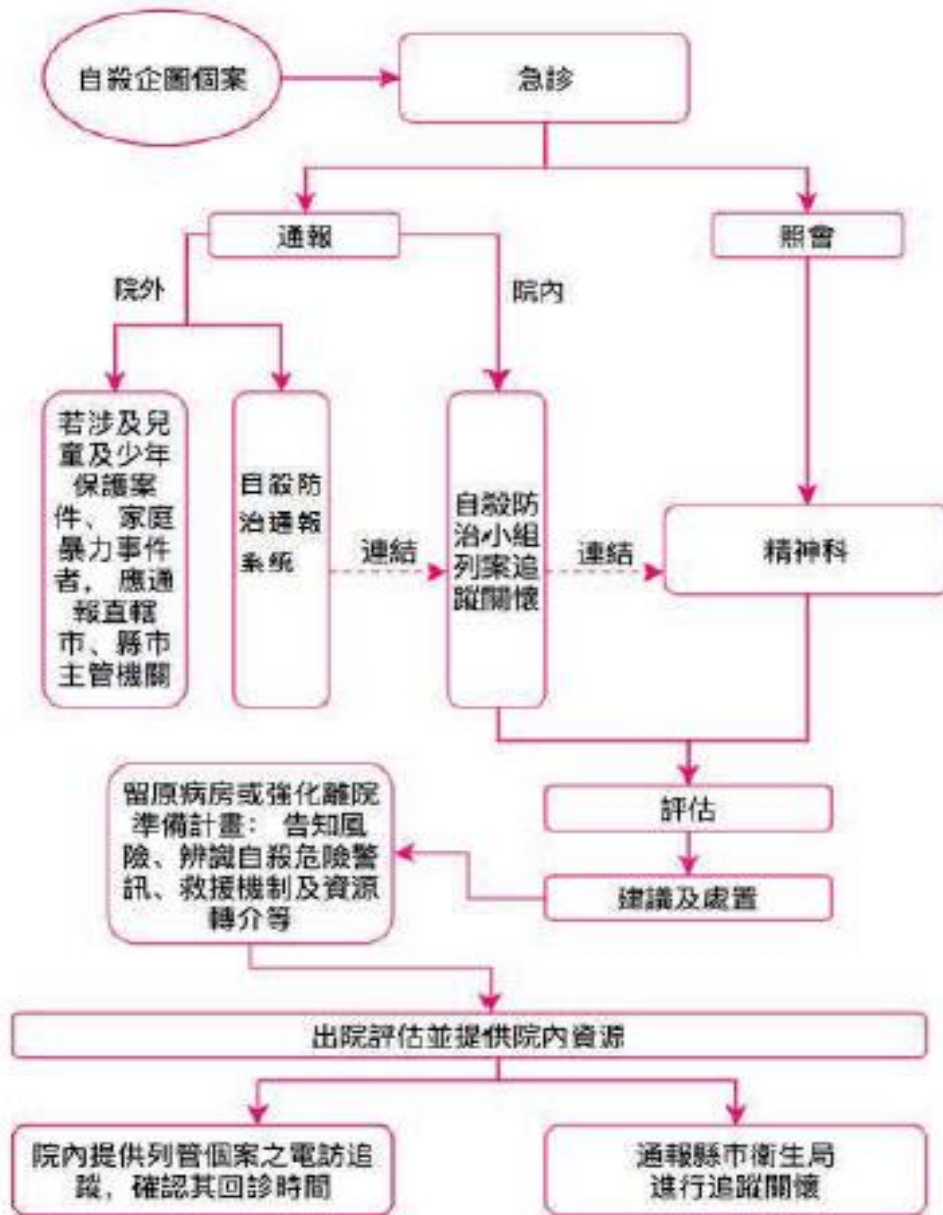 自殺企圖個案
急診
通報
照會
院外
院內
若涉及兒
童及少年
保護案
件、家庭
暴力事件
者，應通
報直轄
市、縣市
主管機關
自殺防
治通報
系統
連結
自殺防
治小組
列案追
蹤關懷
連結
精神科
評估
建議及處置
留原病房或強化離院
準備計畫：告知風
險、辨識自殺危險警
訊、救援機制及資源
轉介等
出院評估並提供院內資源
院內提供列管個案之電訪追
蹤，確認其回診時間
通報縣市衛生局
進行追蹤關懷